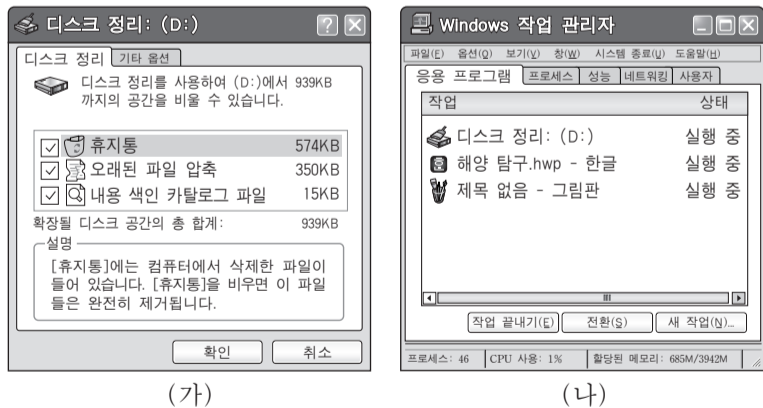 디스크 정리: (D:)
디스크 정리 기타 옵션
디스크 정리를 사용하여 (D:)에서 939KB
까지의 공간을 비울 수 있습니다.
휴지통 574KB
오래된 파일 압축 350KB
내용 색인 카탈로그 파일 15KB
확장될 디스크 공간의 총 합계: 939KB
설명
[휴지통]에는 컴퓨터에서 삭제한 파일이
들어 있습니다. [휴지통]을 비우면 이 파일
들은 완전히 제거됩니다.
확인 취소
(가)
Windows 작업 관리자
파일(F) 옵션(O) 보기(V) 창(W) 시스템 종료(U) 도움말(H)
응용 프로그램 프로세스 성능 네트워킹 사용자
작업 상태
디스크 정리: (D:) 실행 중
해양 탐구.hwp - 한글 실행 중
제목 없음 - 그림판 실행 중
작업 끝내기(E) 전환(S) 새 작업(N)...
프로세스: 46 CPU 사용: 1% 할당된 메모리: 685M/3942M
(나)